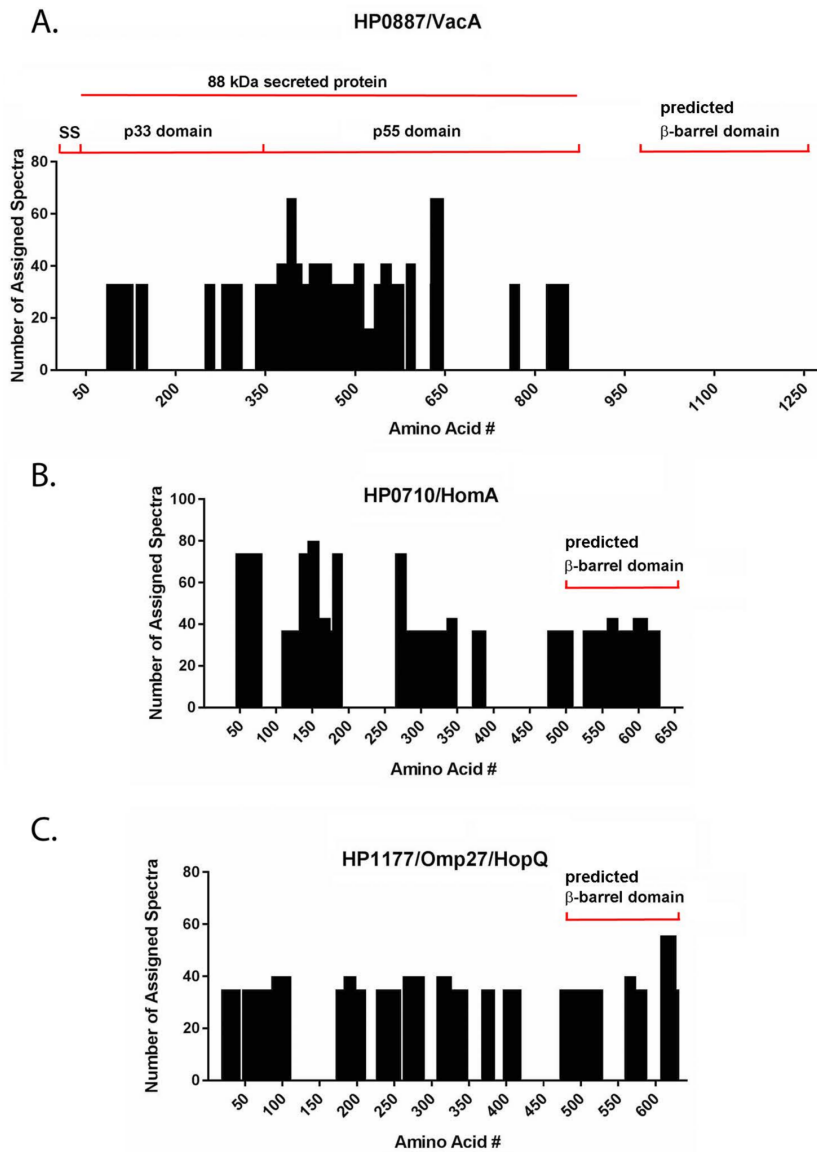 A.
HP0887/VacA
88 kDa secreted protein
predicted
SS p33 domain p55 domain β-barrel domain
Number of Assigned Spectra
80
60
40
20
0
50 200 350 500 650 800 950 1100 1250
Amino Acid #
B.
HP0710/HomA
predicted
β-barrel domain
Number of Assigned Spectra
100
80
60
40
20
0
50 100 150 200 250 300 350 400 450 500 550 600 650
Amino Acid #
C.
HP1177/Omp27/HopQ
predicted
β-barrel domain
Number of Assigned Spectra
80
60
40
20
0
50 100 150 200 250 300 350 400 450 500 550 600
Amino Acid #